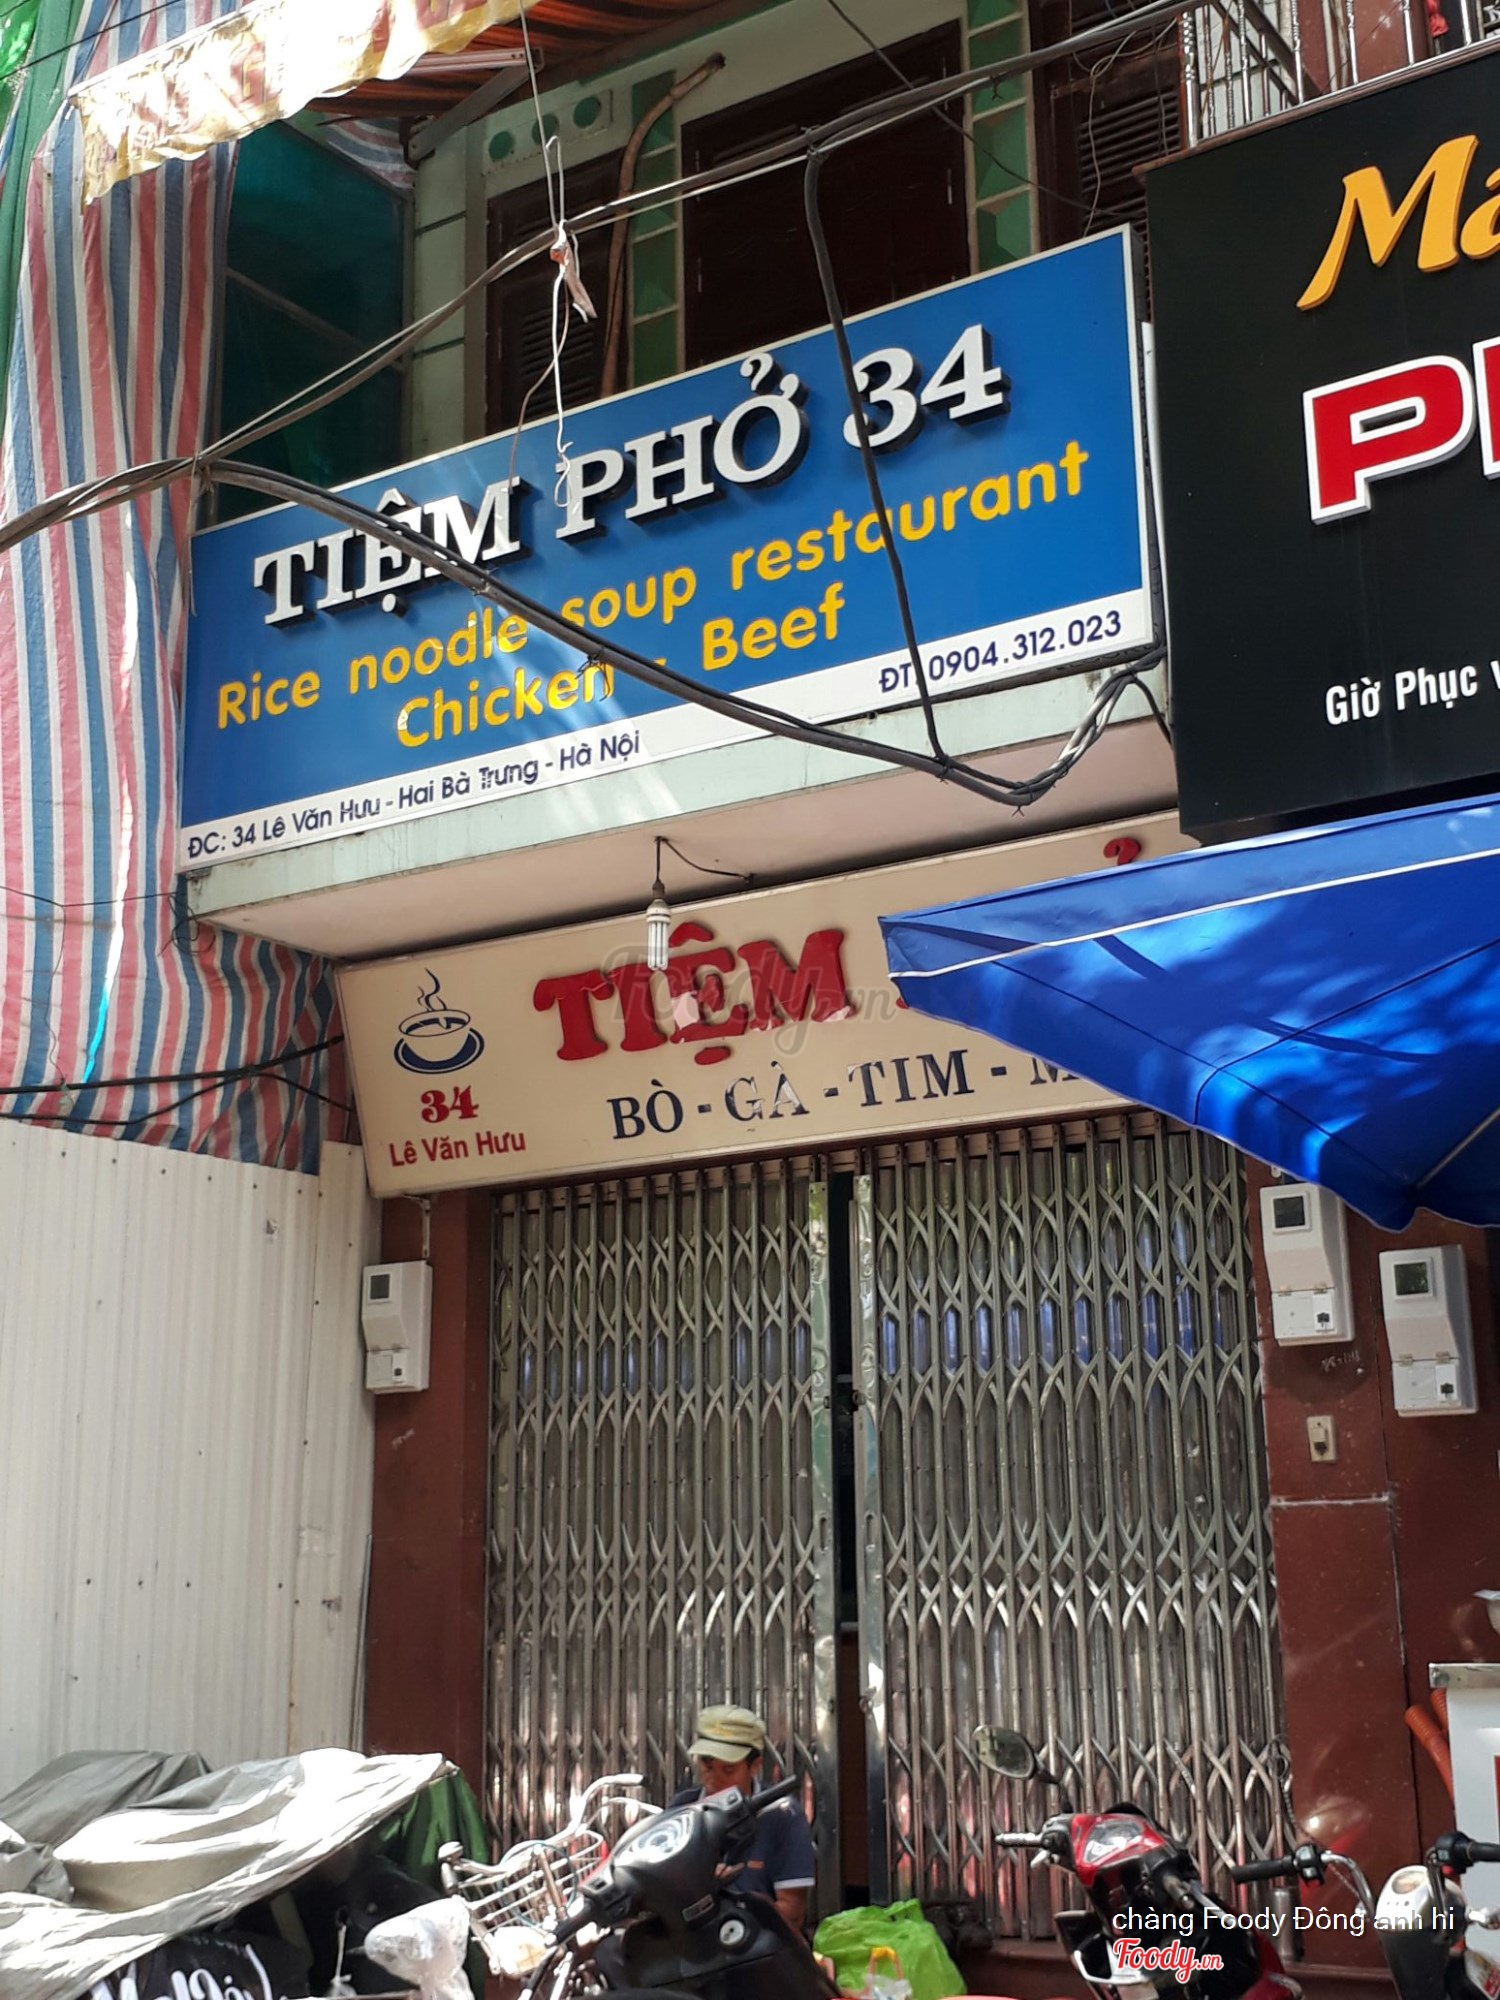 TIỆM PHỞ 34
Rice noodle soup restaurant
Chicken - Beef
ĐT: 0904.312.023
ĐC: 34 Lê Văn Hưu - Hai Bà Trưng - Hà Nội
Giờ Phục
TIỆM
34
Lê Văn Hưu
BÒ - GÀ - TIM -
Foody.vn
chàng Foody Đông anh hi
Foody.vn